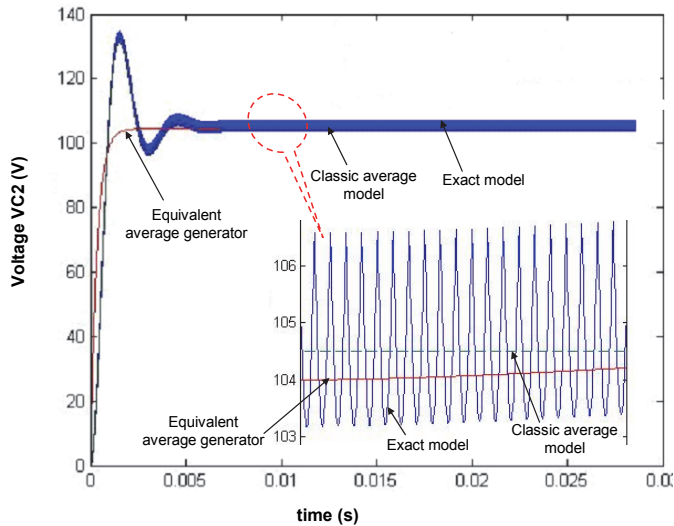 140
120
100
80
60
40
20
0
Voltage VC2 (V)
Classic average
model
Exact model
Equivalent
average generator
106
105
104
103
Equivalent
average generator
Exact model
Classic average
model
0
0.005
0.01
0.015
0.02
0.025
0.03
time (s)